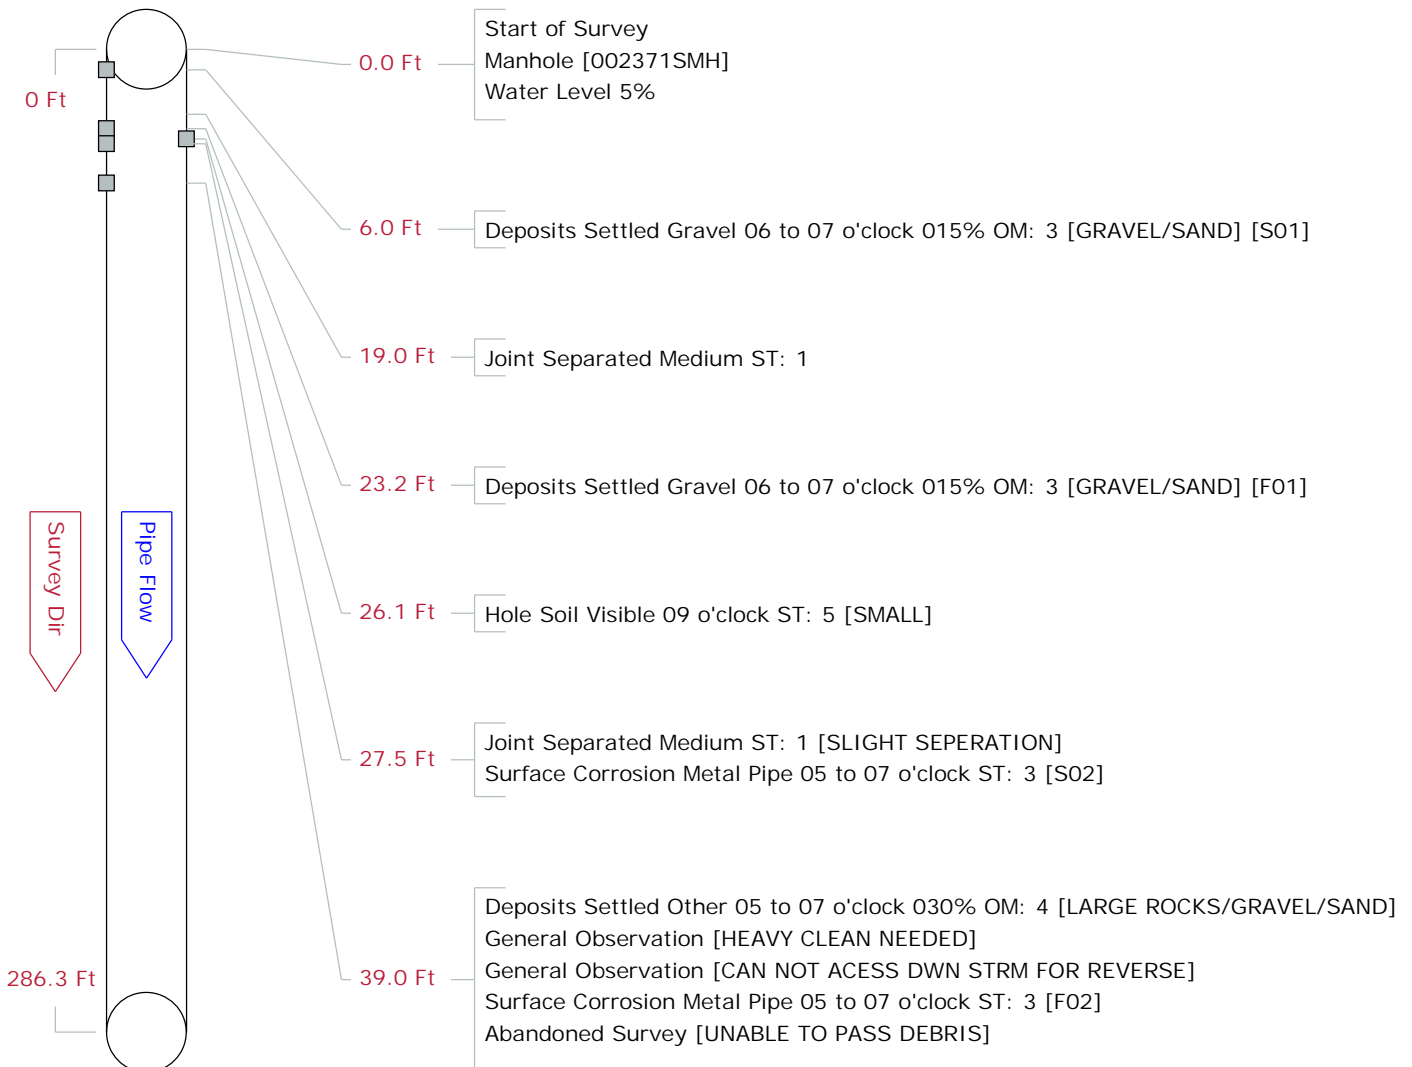 Start of Survey
0.0 Ft
Manhole [002371SMH]
Water Level 5%
0 Ft
6.0 Ft
Deposits Settled Gravel 06 to 07 o'clock 015% OM: 3 [GRAVEL/SAND] [S01]
19.0 Ft
Joint Separated Medium ST: 1
23.2 Ft
Deposits Settled Gravel 06 to 07 o'clock 015% OM: 3 [GRAVEL/SAND] [F01]
Survey Dir
Pipe Flow
26.1 Ft
Hole Soil Visible 09 o'clock ST: 5 [SMALL]
27.5 Ft
Joint Separated Medium ST: 1 [SLIGHT SEPERATION]
Surface Corrosion Metal Pipe 05 to 07 o'clock ST: 3 [S02]
286.3 Ft
39.0 Ft
Deposits Settled Other 05 to 07 o'clock 030% OM: 4 [LARGE ROCKS/GRAVEL/SAND]
General Observation [HEAVY CLEAN NEEDED]
General Observation [CAN NOT ACESS DWN STRM FOR REVERSE]
Surface Corrosion Metal Pipe 05 to 07 o'clock ST: 3 [F02]
Abandoned Survey [UNABLE TO PASS DEBRIS]